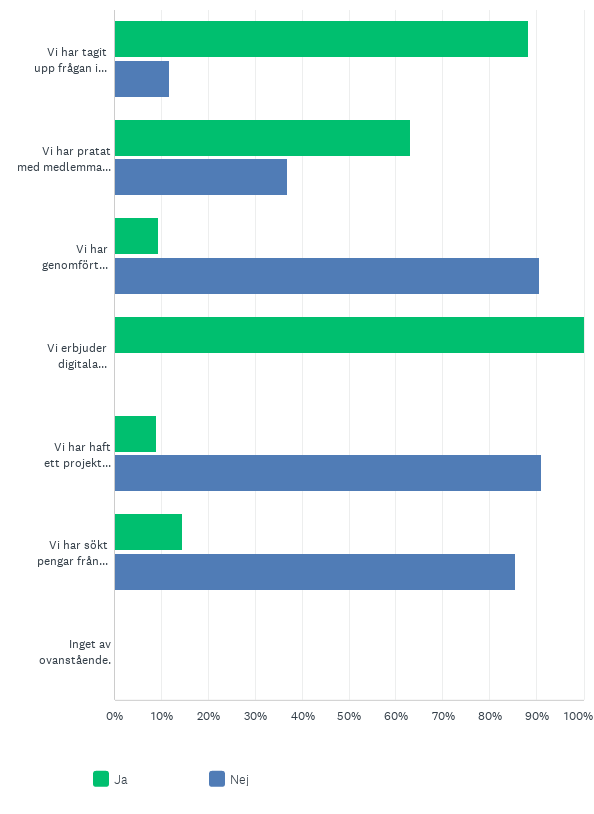 Vi har tagit
upp frågan i...
Vi har pratat
med medlemma...
Vi har
genomfört...
Vi erbjuder
digitala...
Vi har haft
ett projekt...
Vi har sökt
pengar från...
Inget av
ovanstående.
0% 10% 20% 30% 40% 50% 60% 70% 80% 90% 100%
Ja Nej